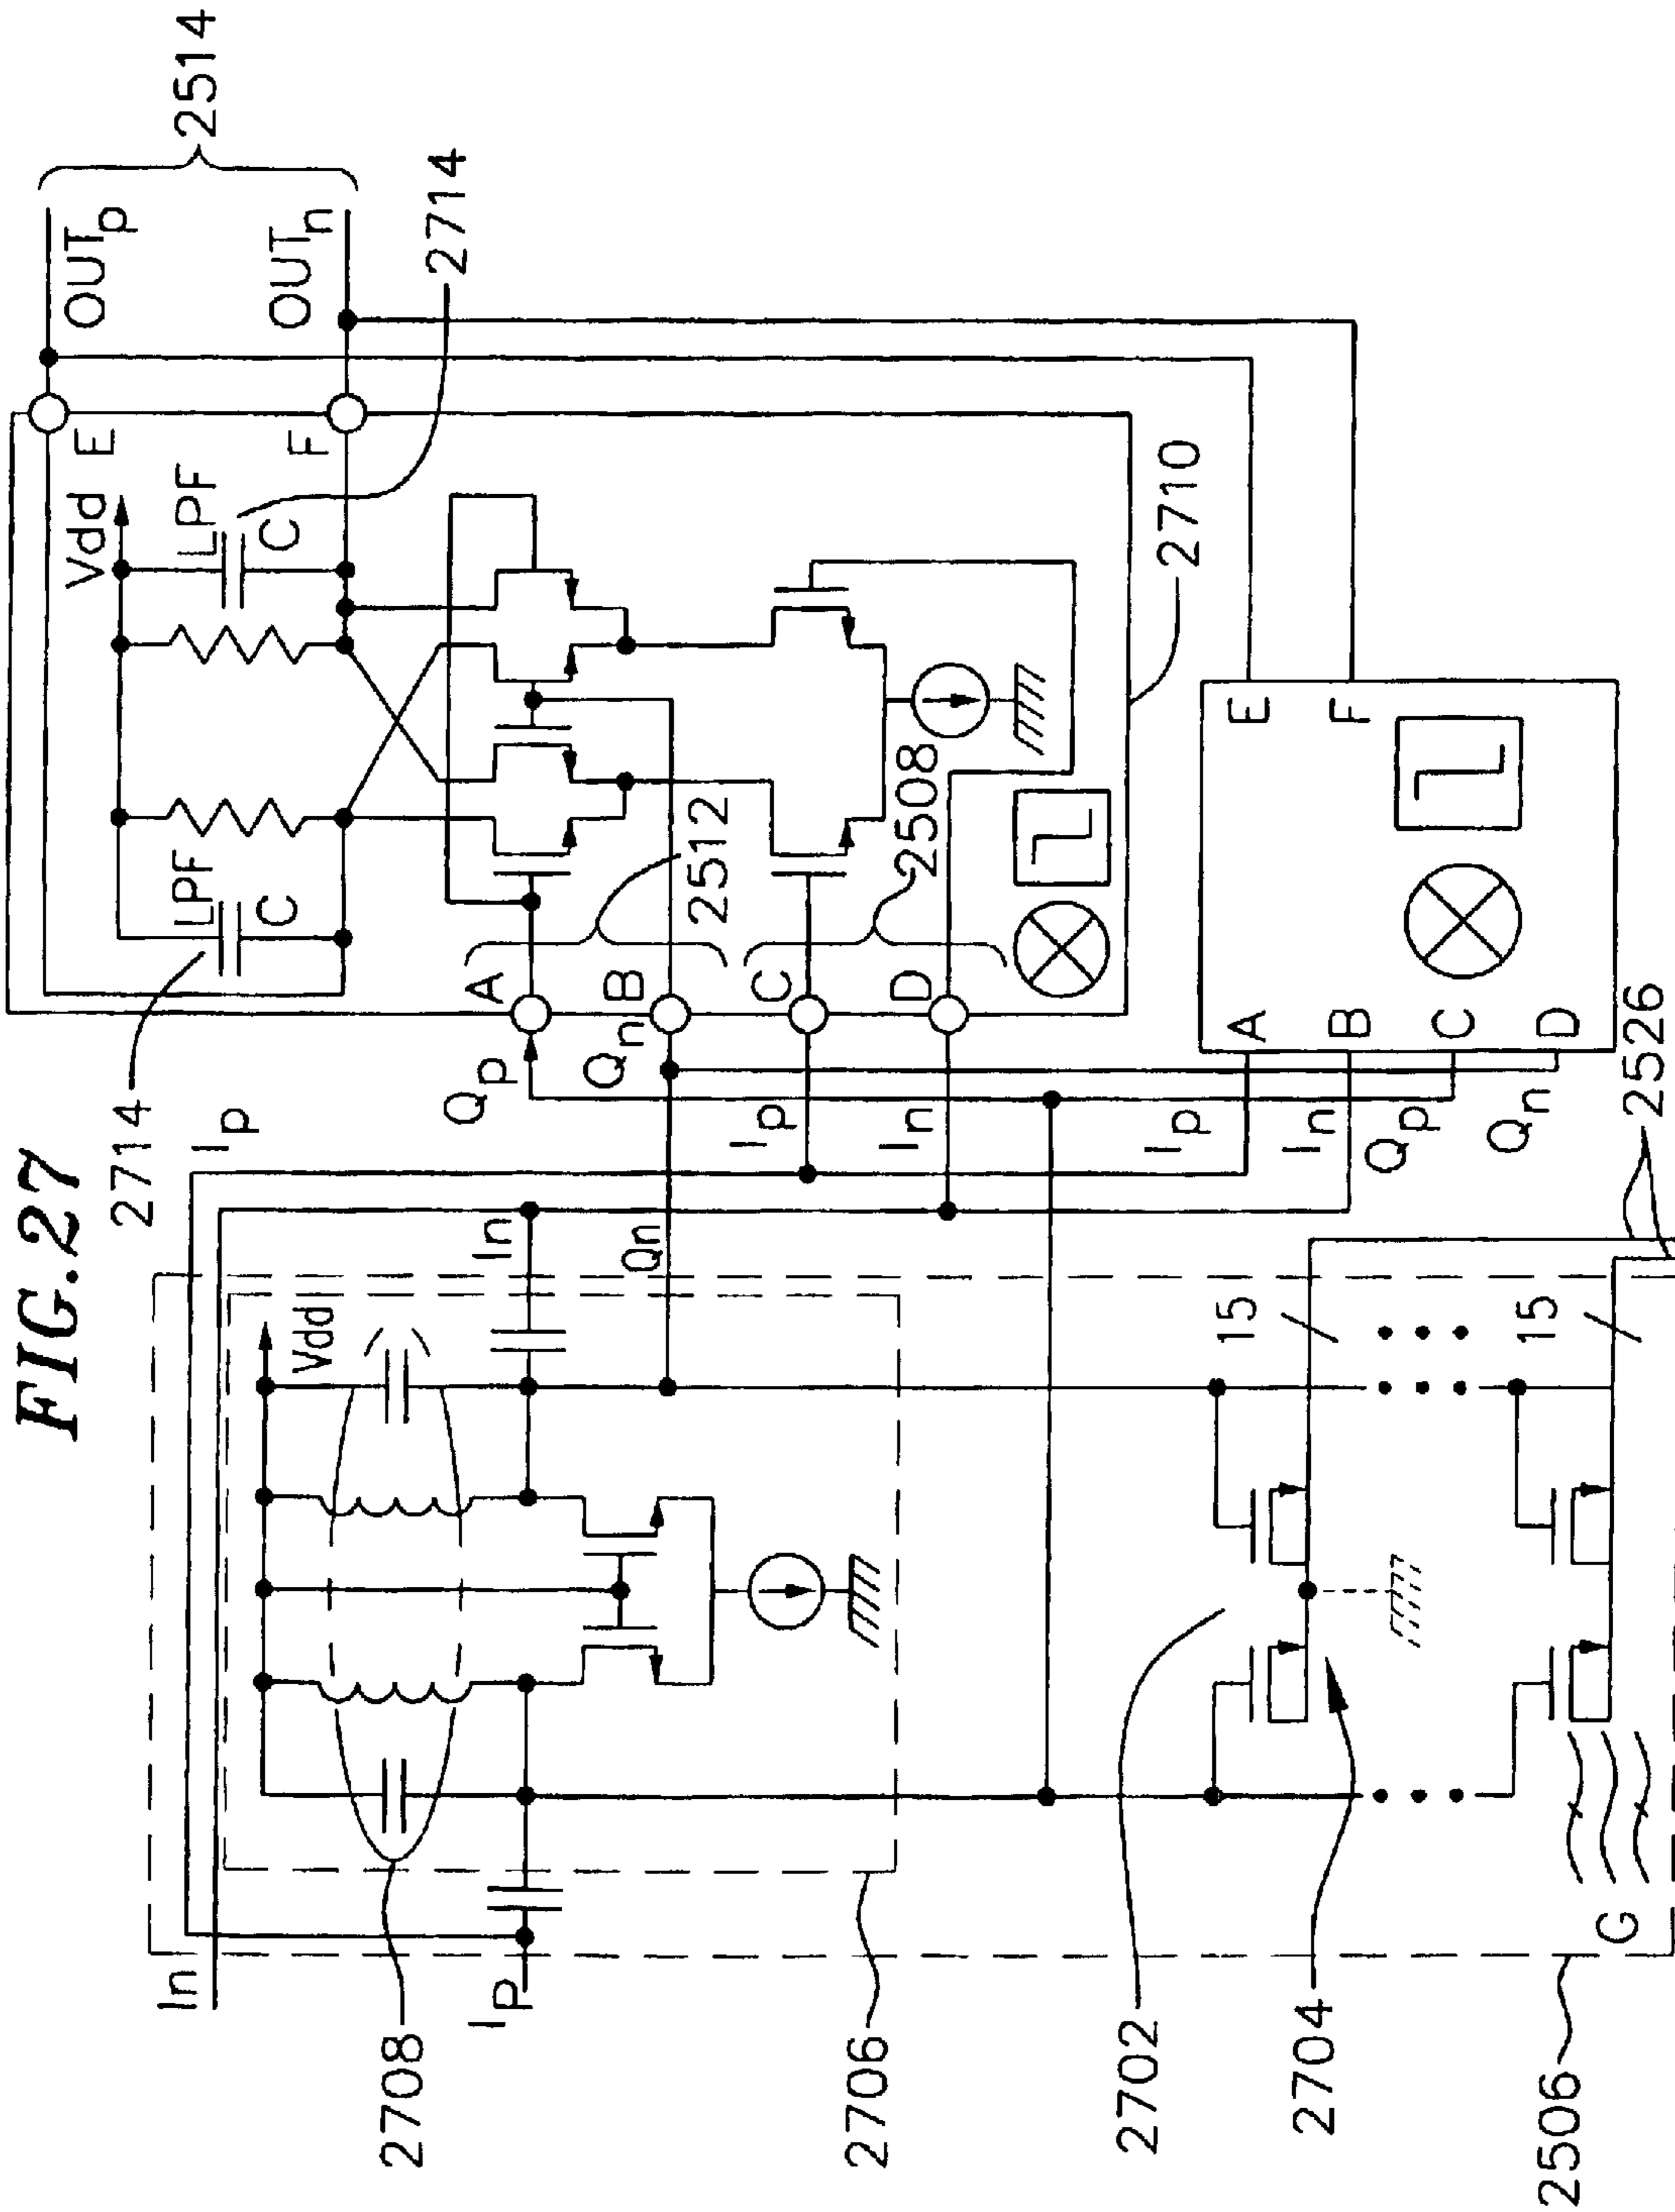 FIG.27
2514
OUTp
OUTn
2714
E
F
Vdd
LPF
C
LPF
C
2714
2710
2512
2508
A
B
C
D
Qp
Qn
Ip
In
Ip
In
Qn
Vdd
E
F
A
B
C
D
Ip
In
Qp
Qn
2526
15
15
In
IP
2708
2706
2702
2704
2506
G